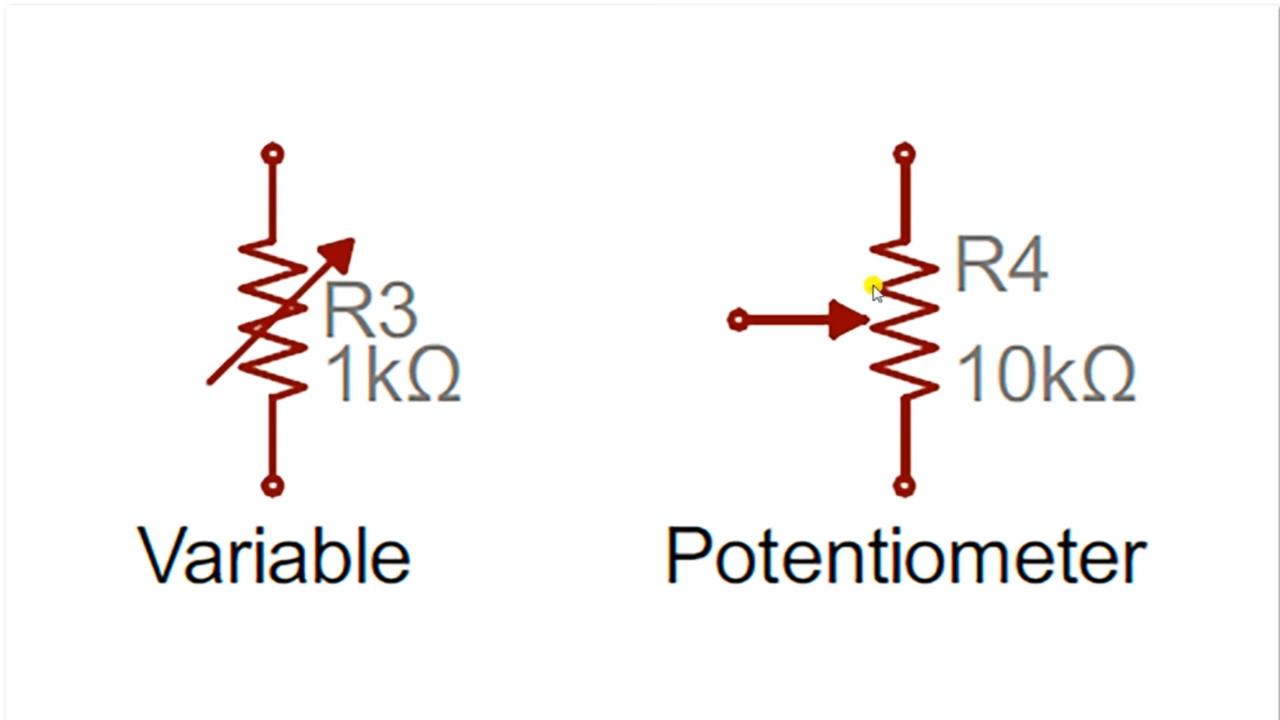 R3
1kΩ
Variable
R4
10kΩ
Potentiometer